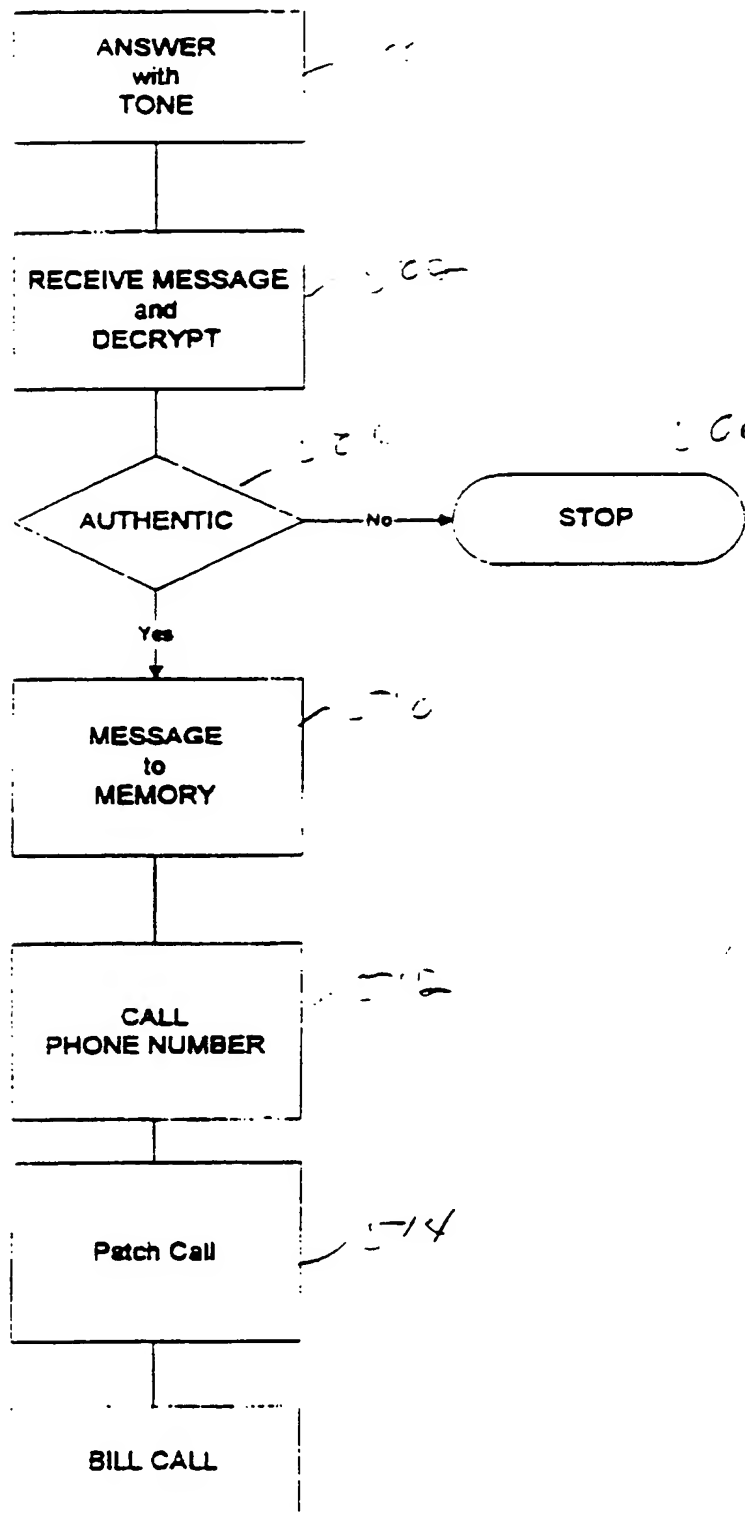 ANSWER
with
TONE
RECEIVE MESSAGE
and
DECRYPT
AUTHENTIC
No
STOP
Yes
MESSAGE
to
MEMORY
CALL
PHONE NUMBER
Patch Call
BILL CALL